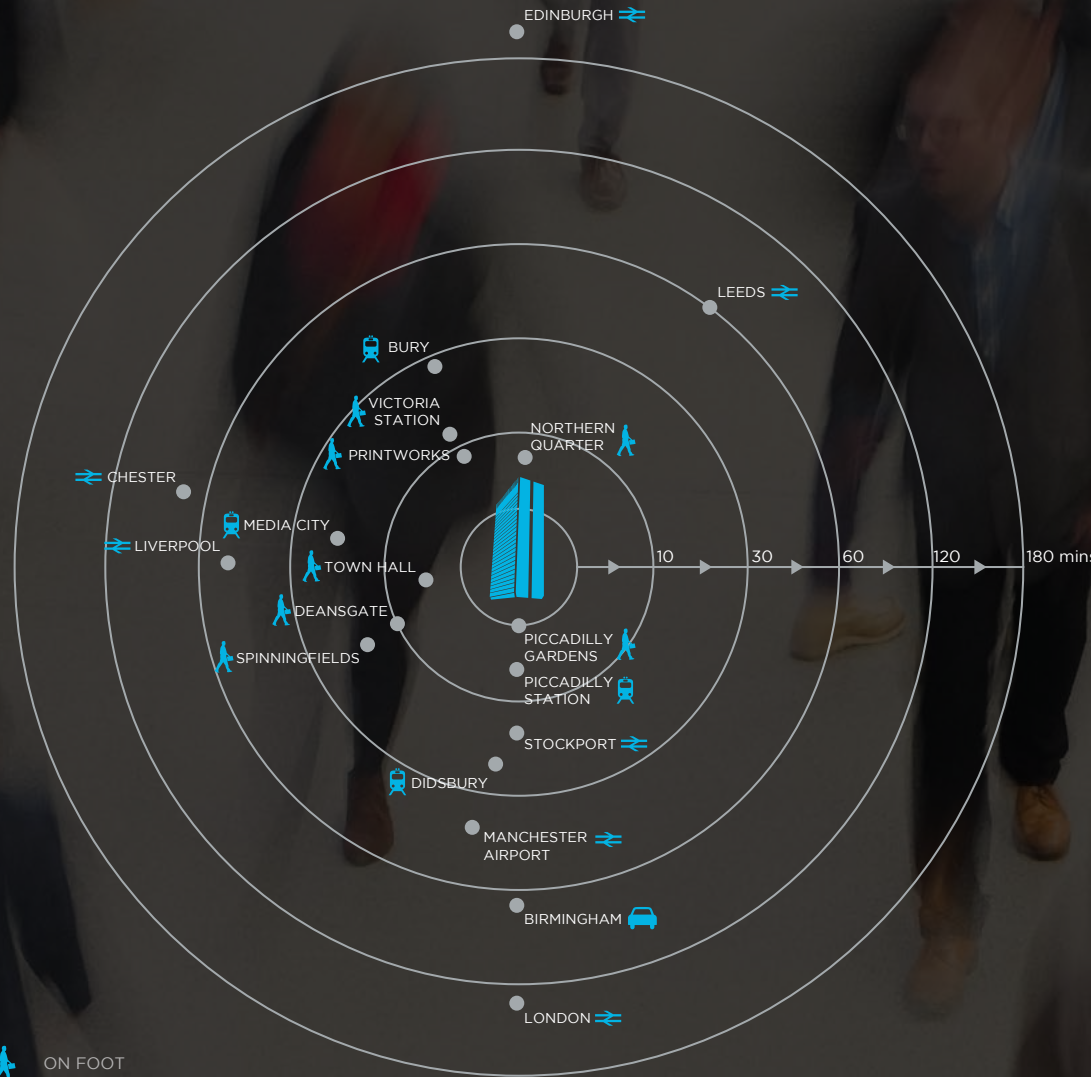 EDINBURGH
LEEDS
BURY
VICTORIA
STATION
NORTHERN
QUARTER
PRINTWORKS
CHESTER
MEDIA CITY
LIVERPOOL
TOWN HALL
10
30
60
120
180 mins
DEANSGATE
SPINNINGFIELDS
PICCADILLY
GARDENS
PICCADILLY
STATION
STOCKPORT
DIDSBURY
MANCHESTER
AIRPORT
BIRMINGHAM
LONDON
ON FOOT